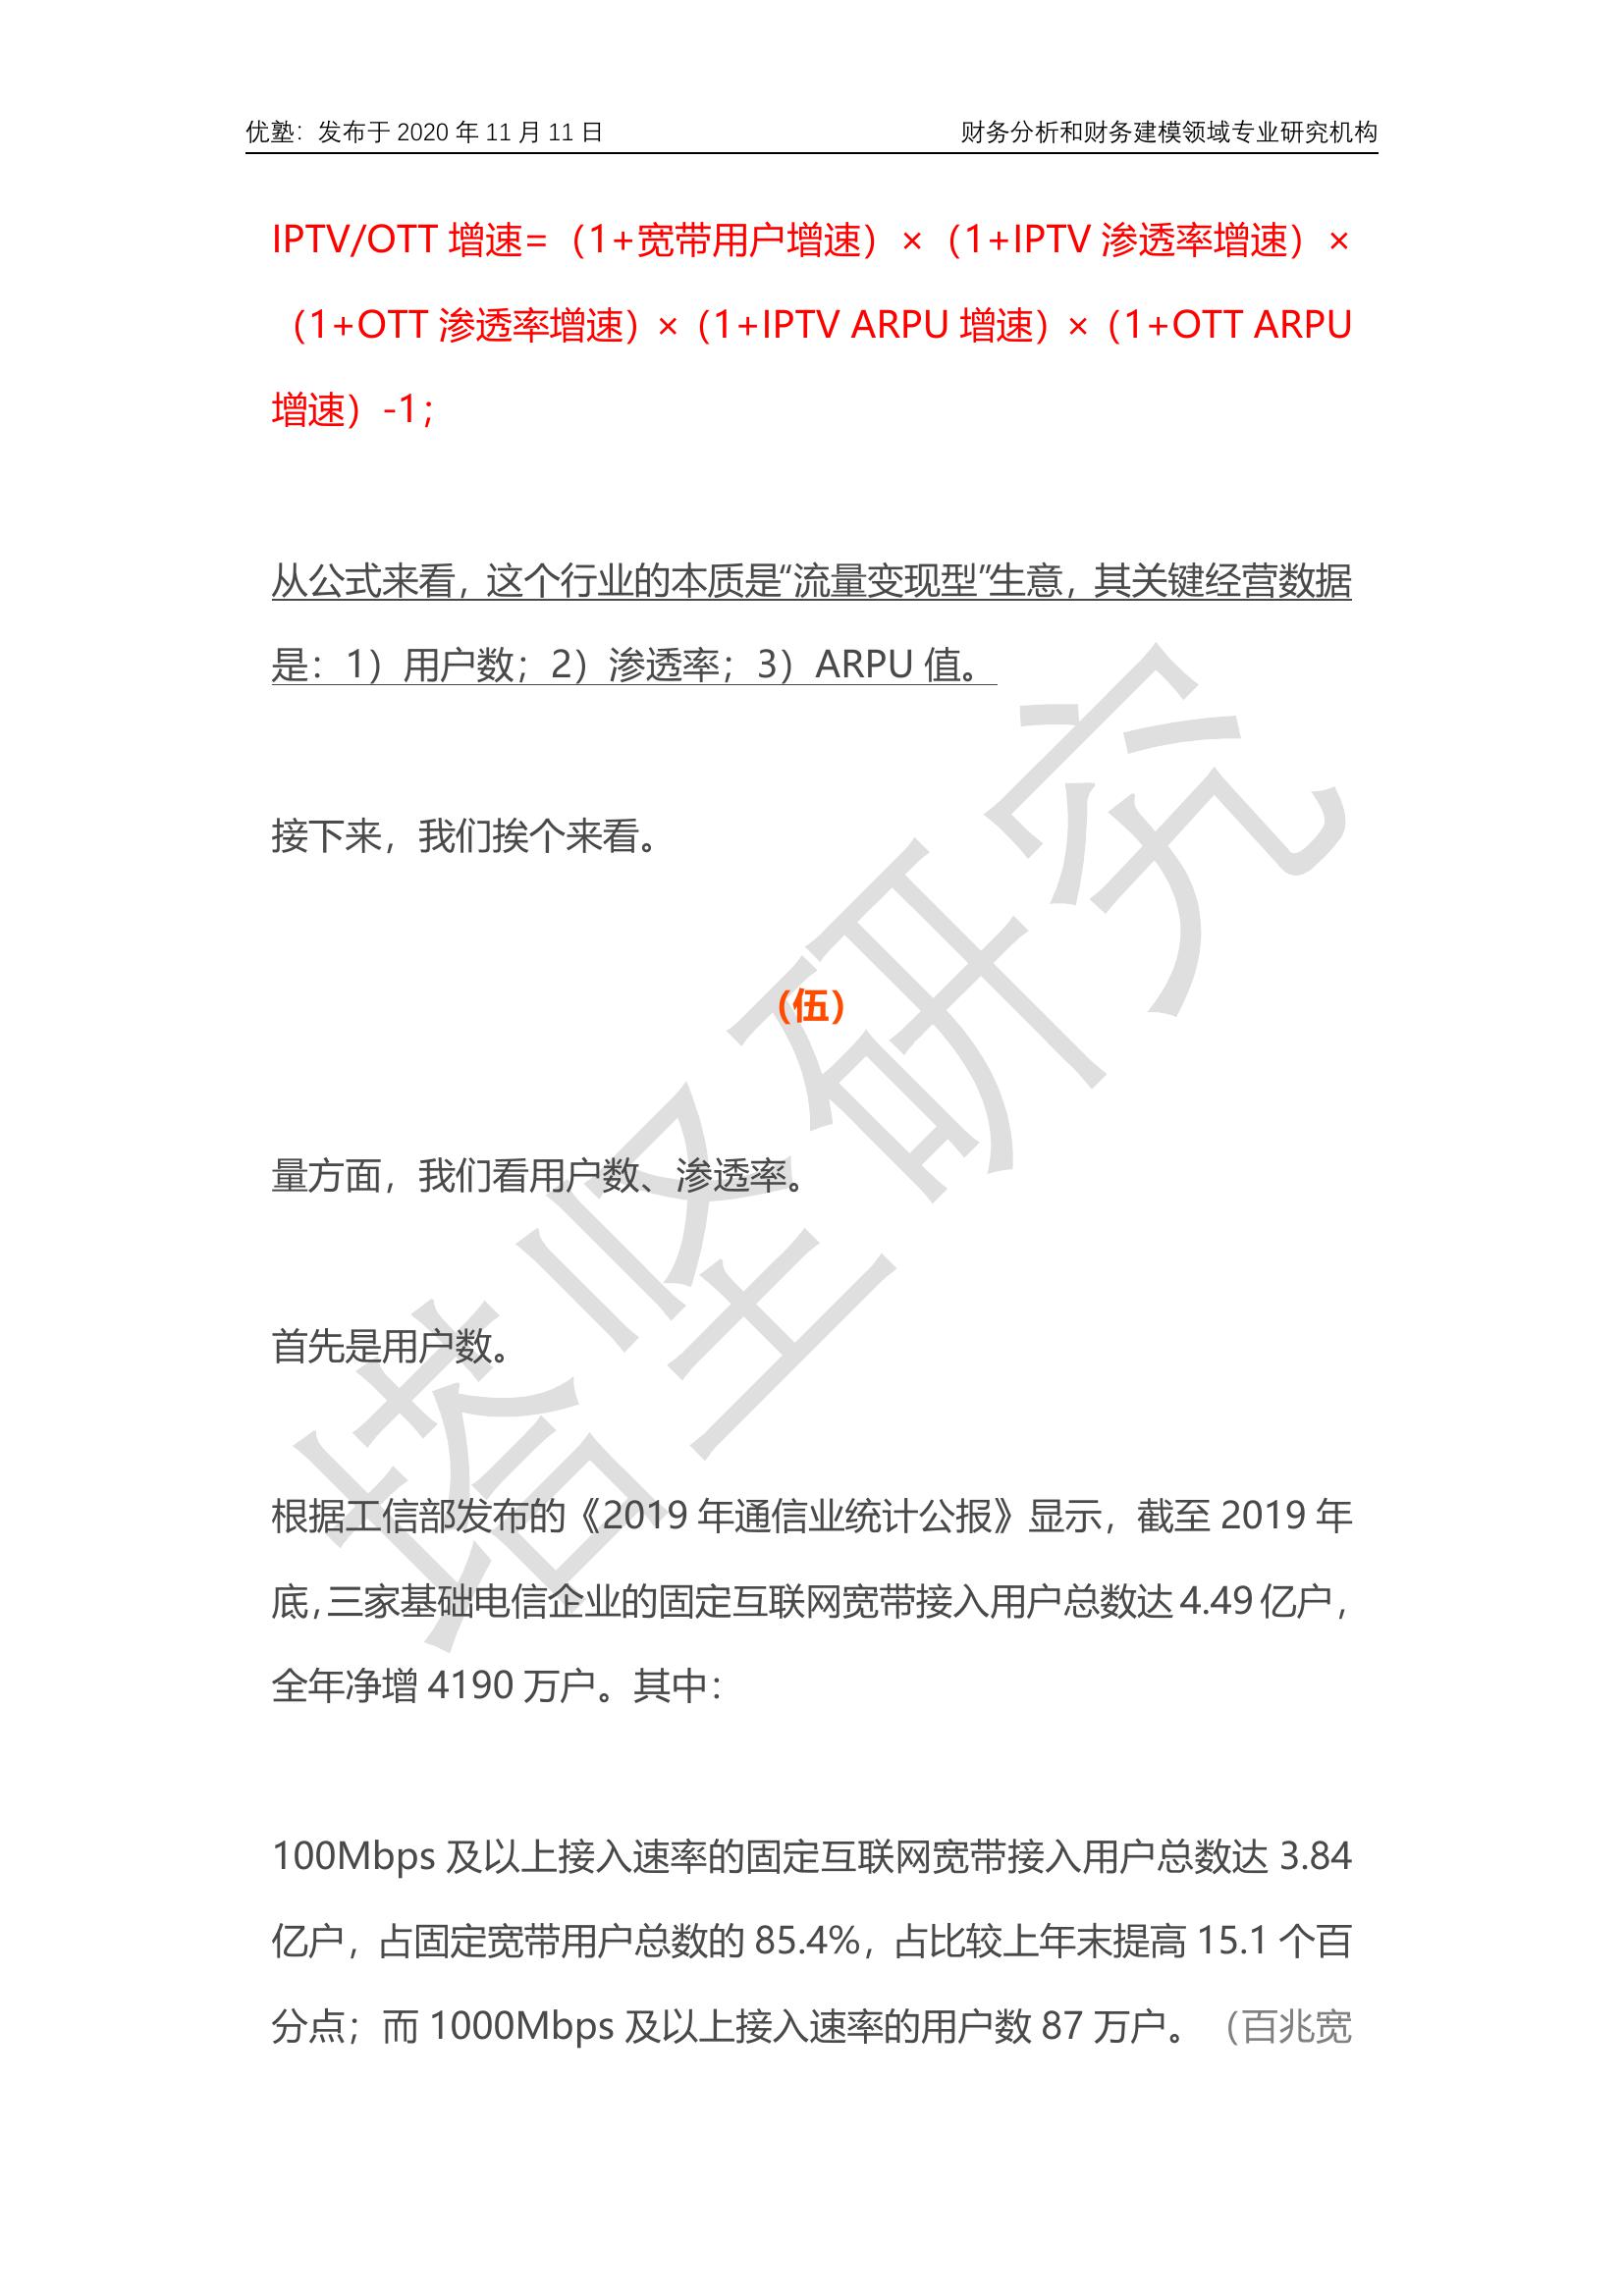 优塾：发布于 2020 年 11 月 11 日
财务分析和财务建模领域专业研究机构
IPTV/OTT 增速=（1+宽带用户增速）×（1+IPTV 渗透率增速）×
（1+OTT 渗透率增速）×（1+IPTV ARPU 增速）×（1+OTT ARPU
增速）-1；
从公式来看，这个行业的本质是“流量变现型”生意，其关键经营数据
是：1）用户数；2）渗透率；3）ARPU 值。
接下来，我们挨个来看。
（伍）
量方面，我们看用户数、渗透率。
首先是用户数。
根据工信部发布的《2019 年通信业统计公报》显示，截至 2019 年
底，三家基础电信企业的固定互联网宽带接入用户总数达 4.49 亿户，
全年净增 4190 万户。其中：
100Mbps 及以上接入速率的固定互联网宽带接入用户总数达 3.84
亿户，占固定宽带用户总数的 85.4%，占比较上年末提高 15.1 个百
分点；而 1000Mbps 及以上接入速率的用户数 87 万户。（百兆宽
塔坚研究